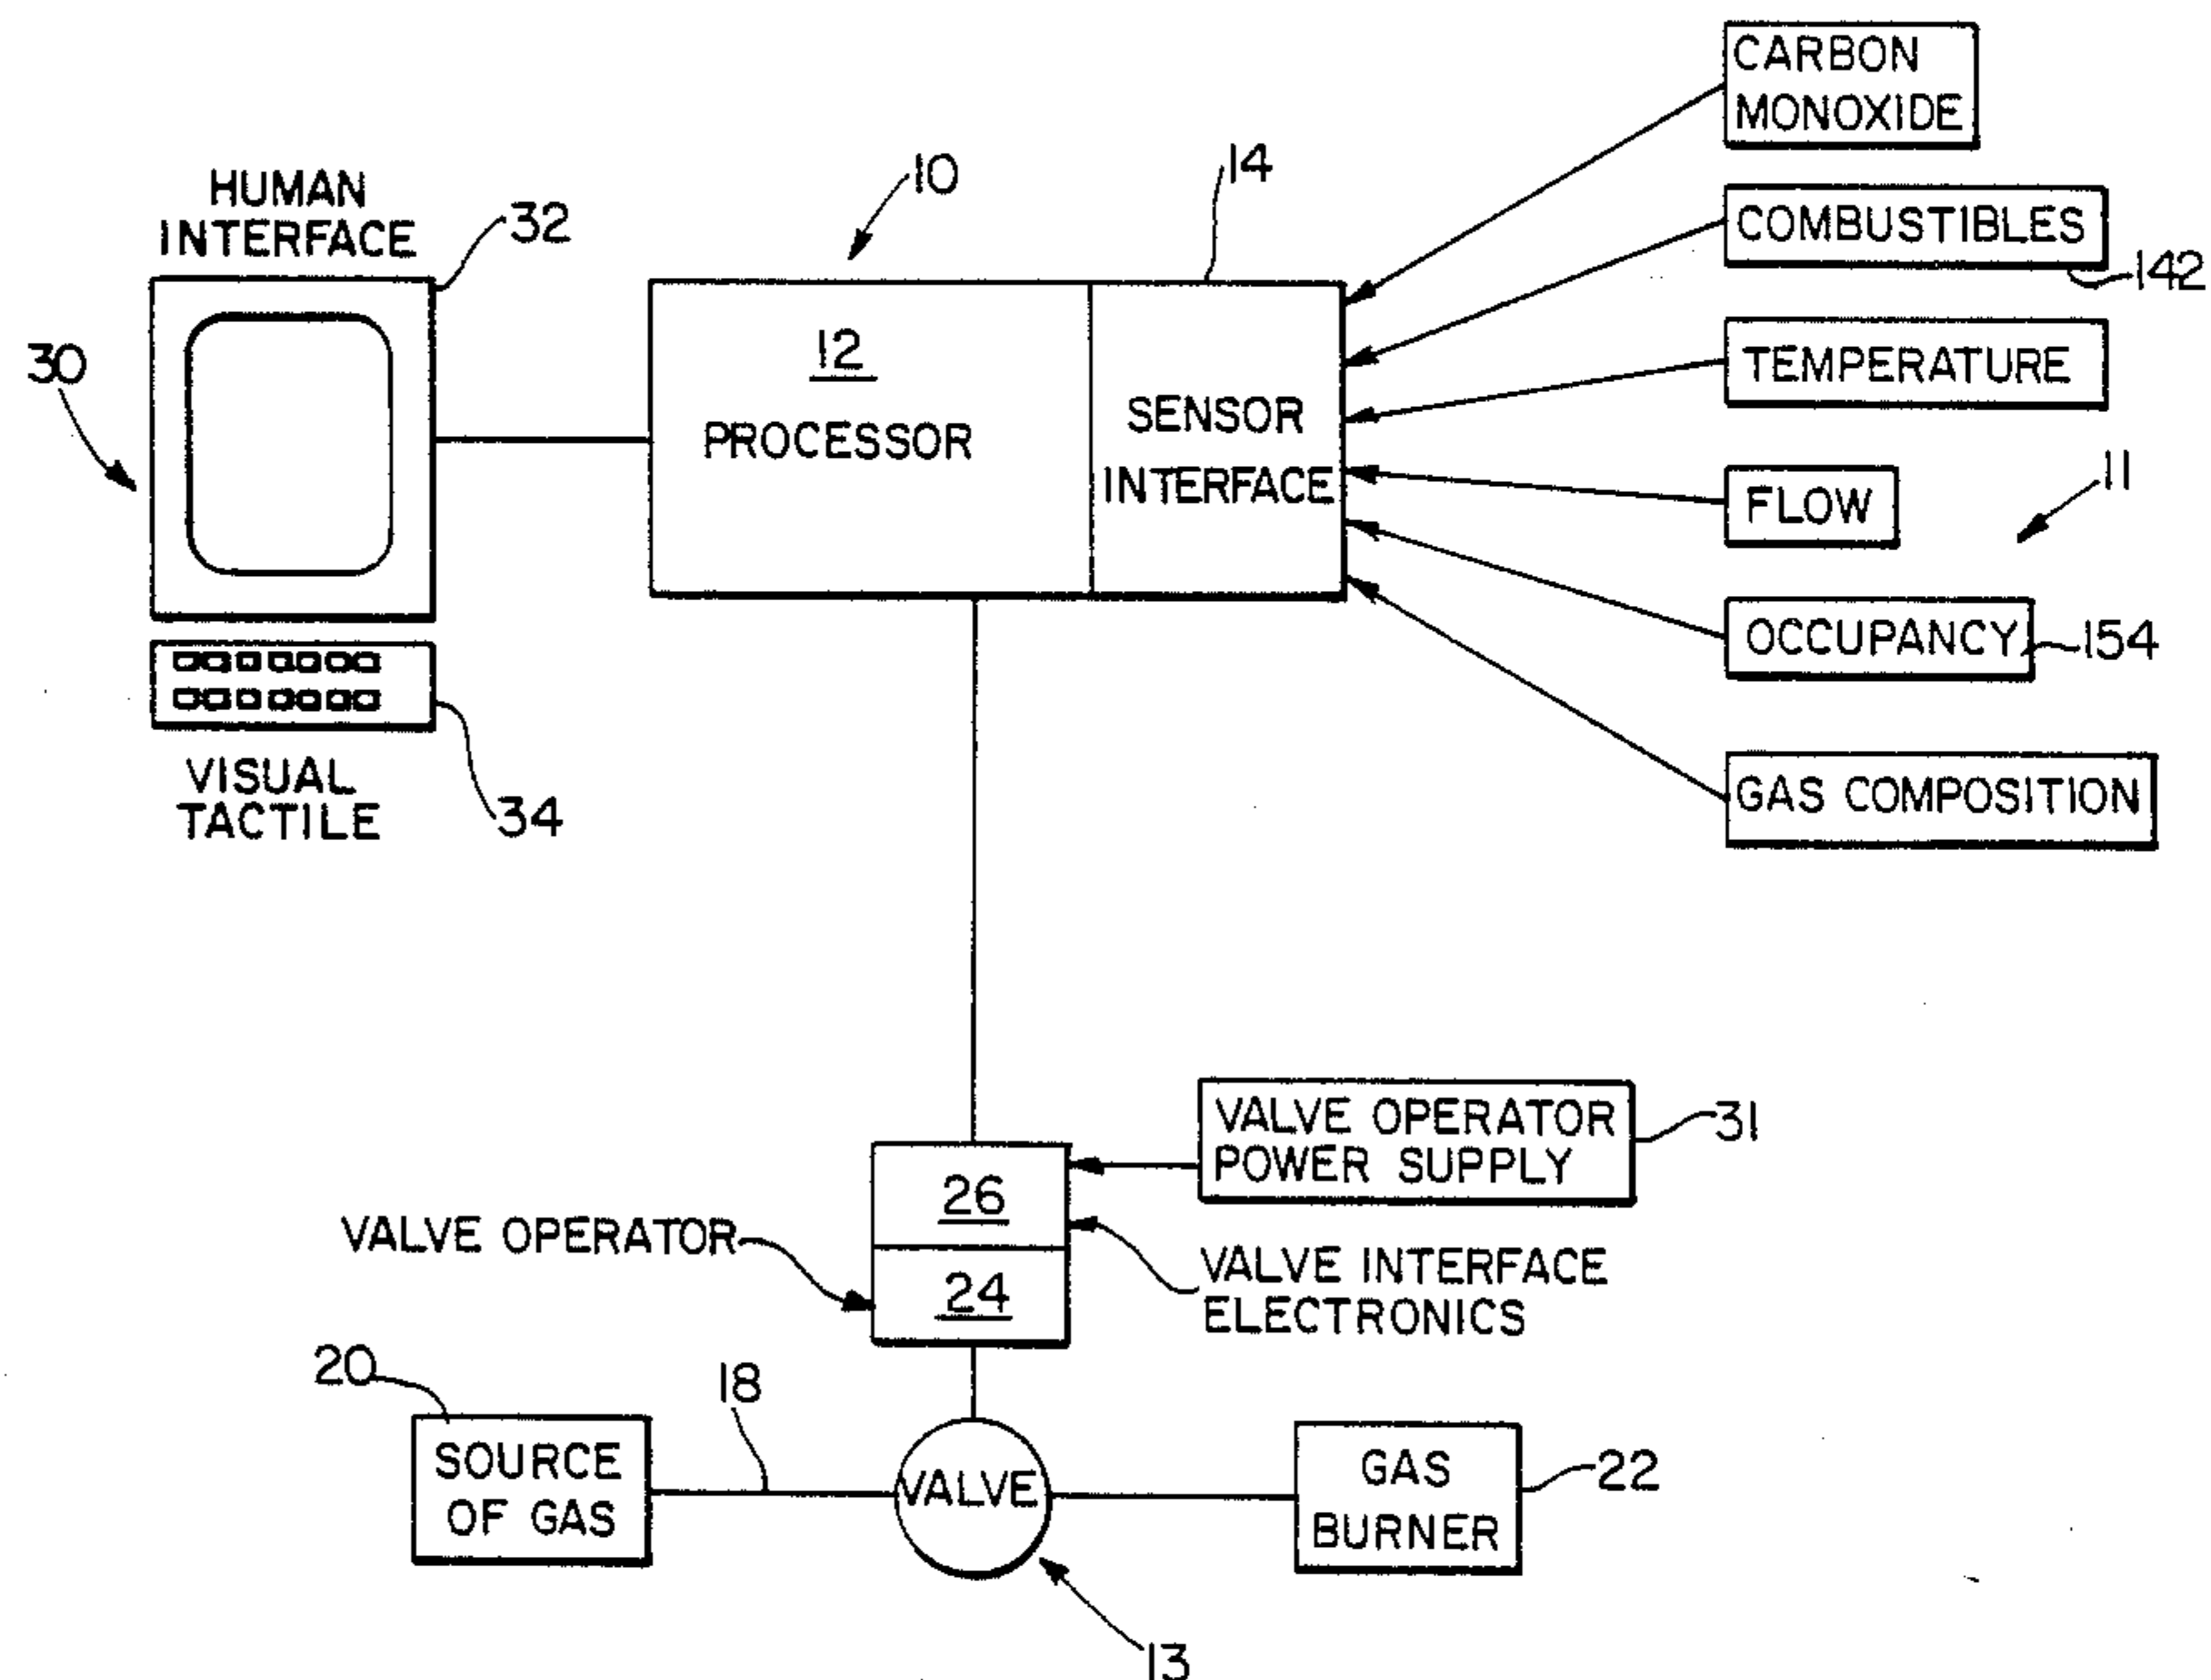 CARBON
MONOXIDE
10
14
HUMAN
INTERFACE
32
COMBUSTIBLES
142
30
12
PROCESSOR
SENSOR
INTERFACE
TEMPERATURE
11
FLOW
OCCUPANCY
154
VISUAL
TACTILE
34
GAS COMPOSITION
VALVE OPERATOR
POWER SUPPLY
31
26
VALVE OPERATOR
24
VALVE INTERFACE
ELECTRONICS
20
18
SOURCE
OF GAS
VALVE
GAS
BURNER
22
13